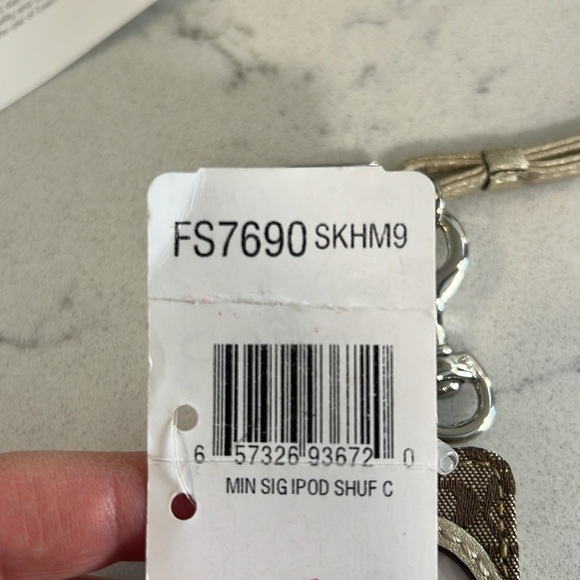 FS7690 SKHM9
6 57326 93672 0
MIN SIG IPOD SHUF C